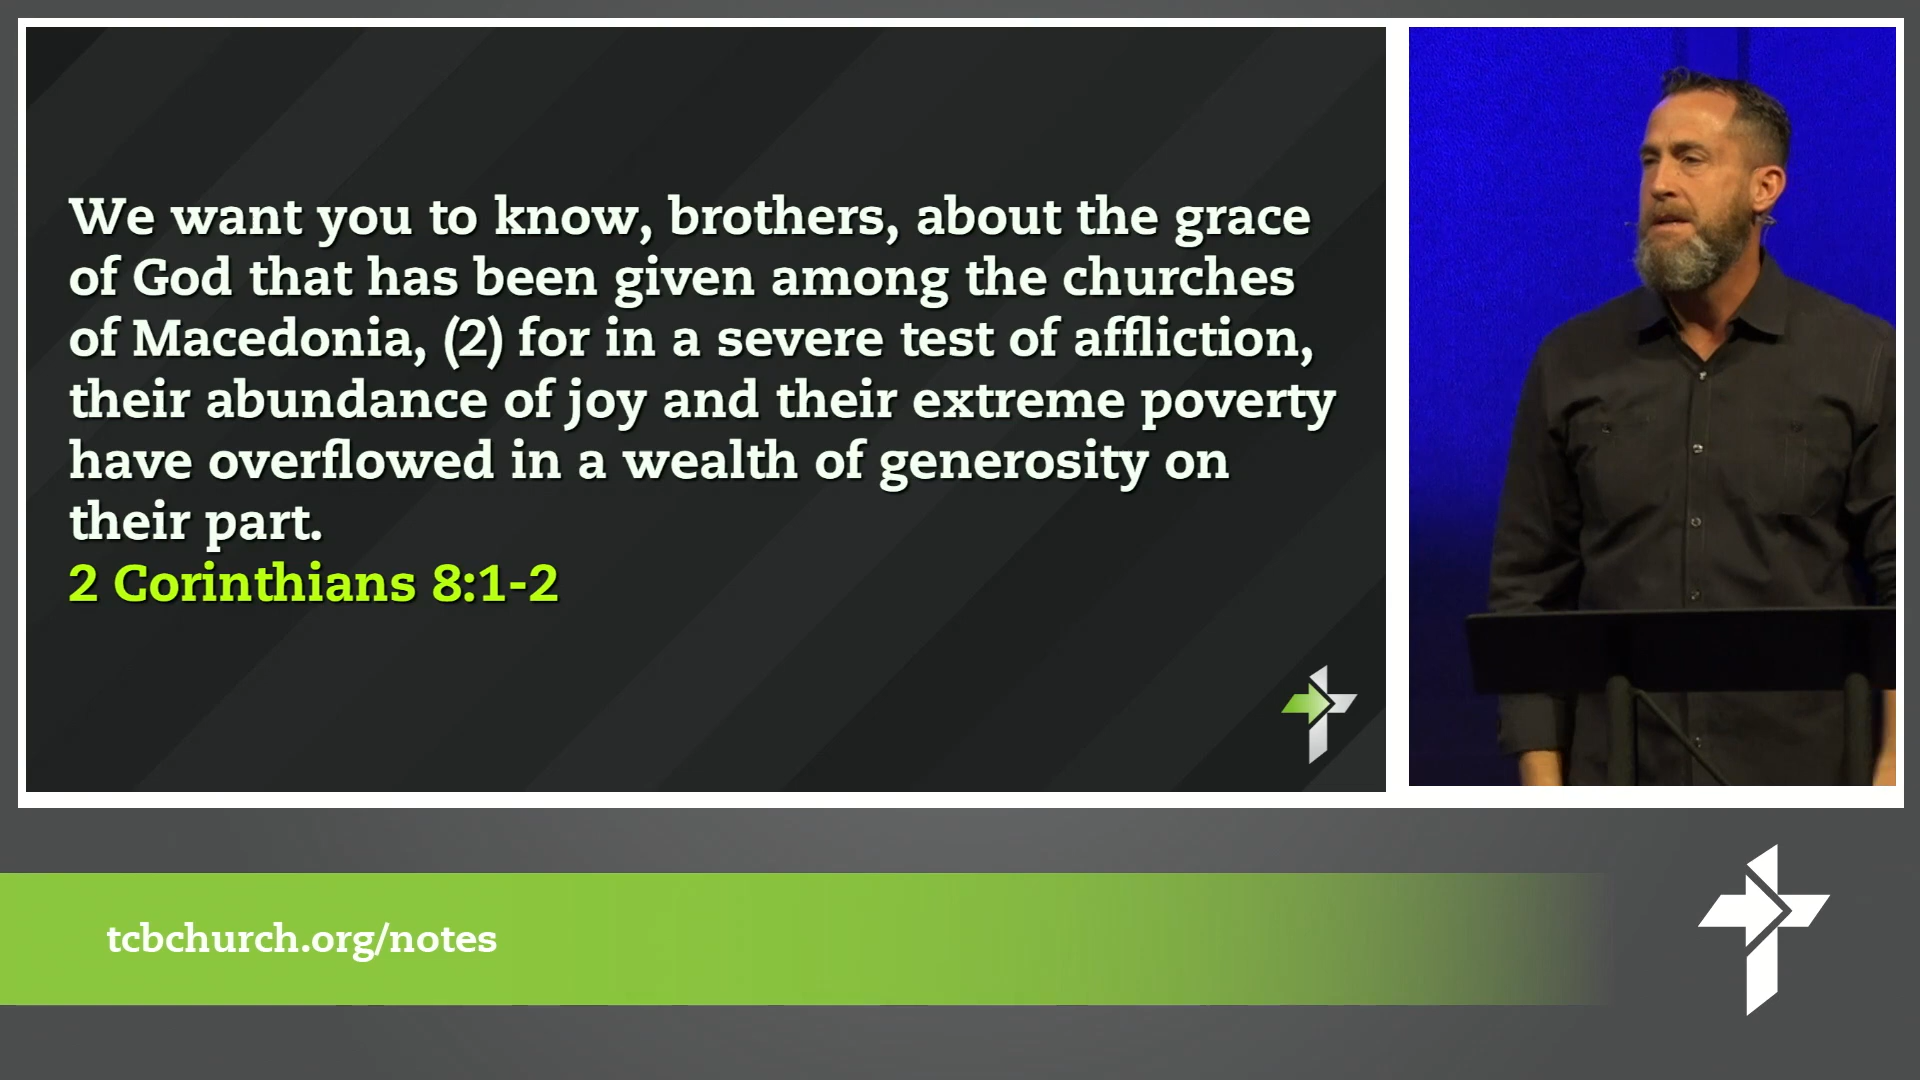 We want you to know, brothers, about the grace
of God that has been given among the churches
of Macedonia, (2) for in a severe test of affliction,
their abundance of joy and their extreme poverty
have overflowed in a wealth of generosity on
their part.
2 Corinthians 8:1-2
tcbchurch.org/notes